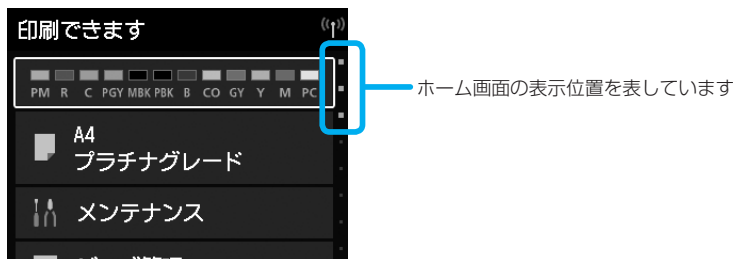 印刷できます
PM R C PGY MBK PBK B CO GY Y M PC
ホーム画面の表示位置を表しています
A4
プラチナグレード
メンテナンス